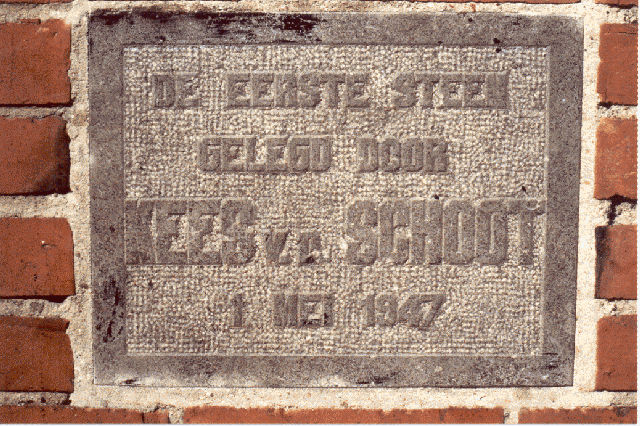 DE EERSTE STEEN
GELEGD DOOR
KEES v.d. SCHOOT
1 MEI 1947